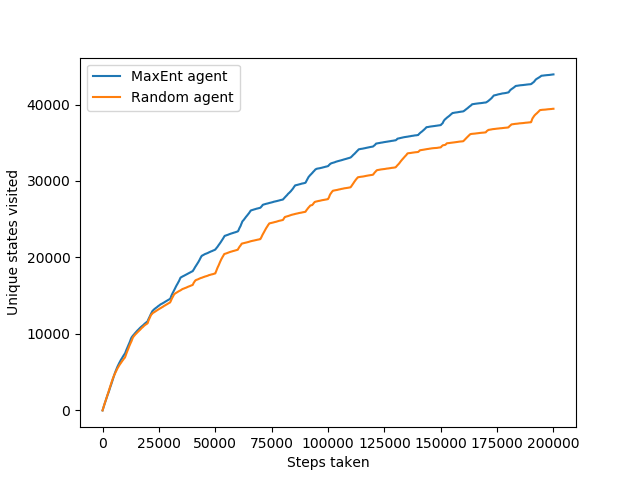 MaxEnt agent
Random agent
40000
30000
20000
10000
0
Unique states visited
0 25000 50000 75000 100000 125000 150000 175000 200000
Steps taken